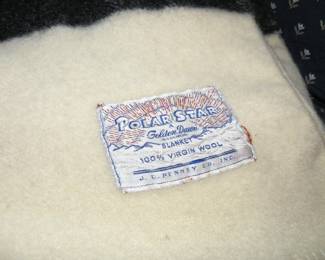 POLAR STAR
Golden Dawn
BLANKET
100% VIRGIN WOOL
J. C. PENNEY CO. INC.